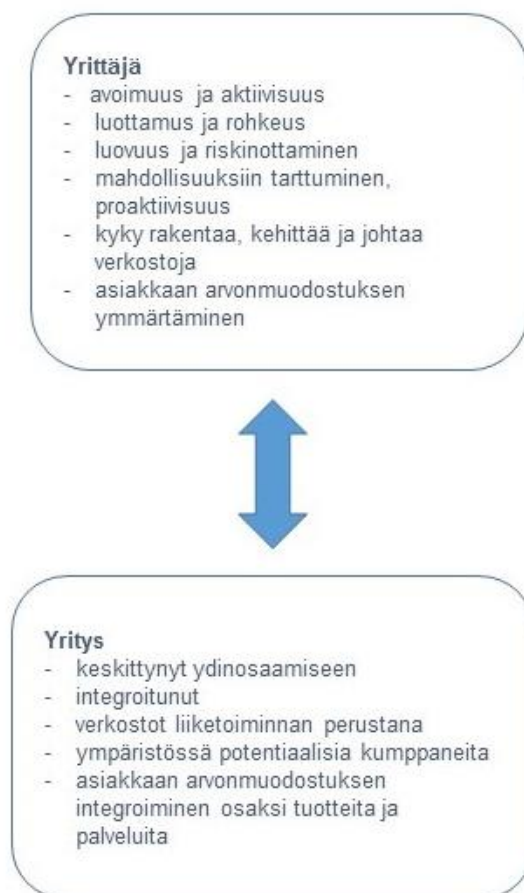 Yrittäjä
- avoimuus ja aktiivisuus
- luottamus ja rohkeus
- luovuus ja riskinottaminen
- mahdollisuuksiin tarttuminen,
proaktiivisuus
- kyky rakentaa, kehittää ja johtaa
verkostoja
- asiakkaan arvonmuodostuksen
ymmärtäminen
Yritys
- keskittynyt ydinosaamiseen
- integroitunut
- verkostot liiketoiminnan perustana
- ympäristössä potentiaalisia kumppaneita
- asiakkaan arvonmuodostuksen
integroiminen osaksi tuotteita ja
palveluita